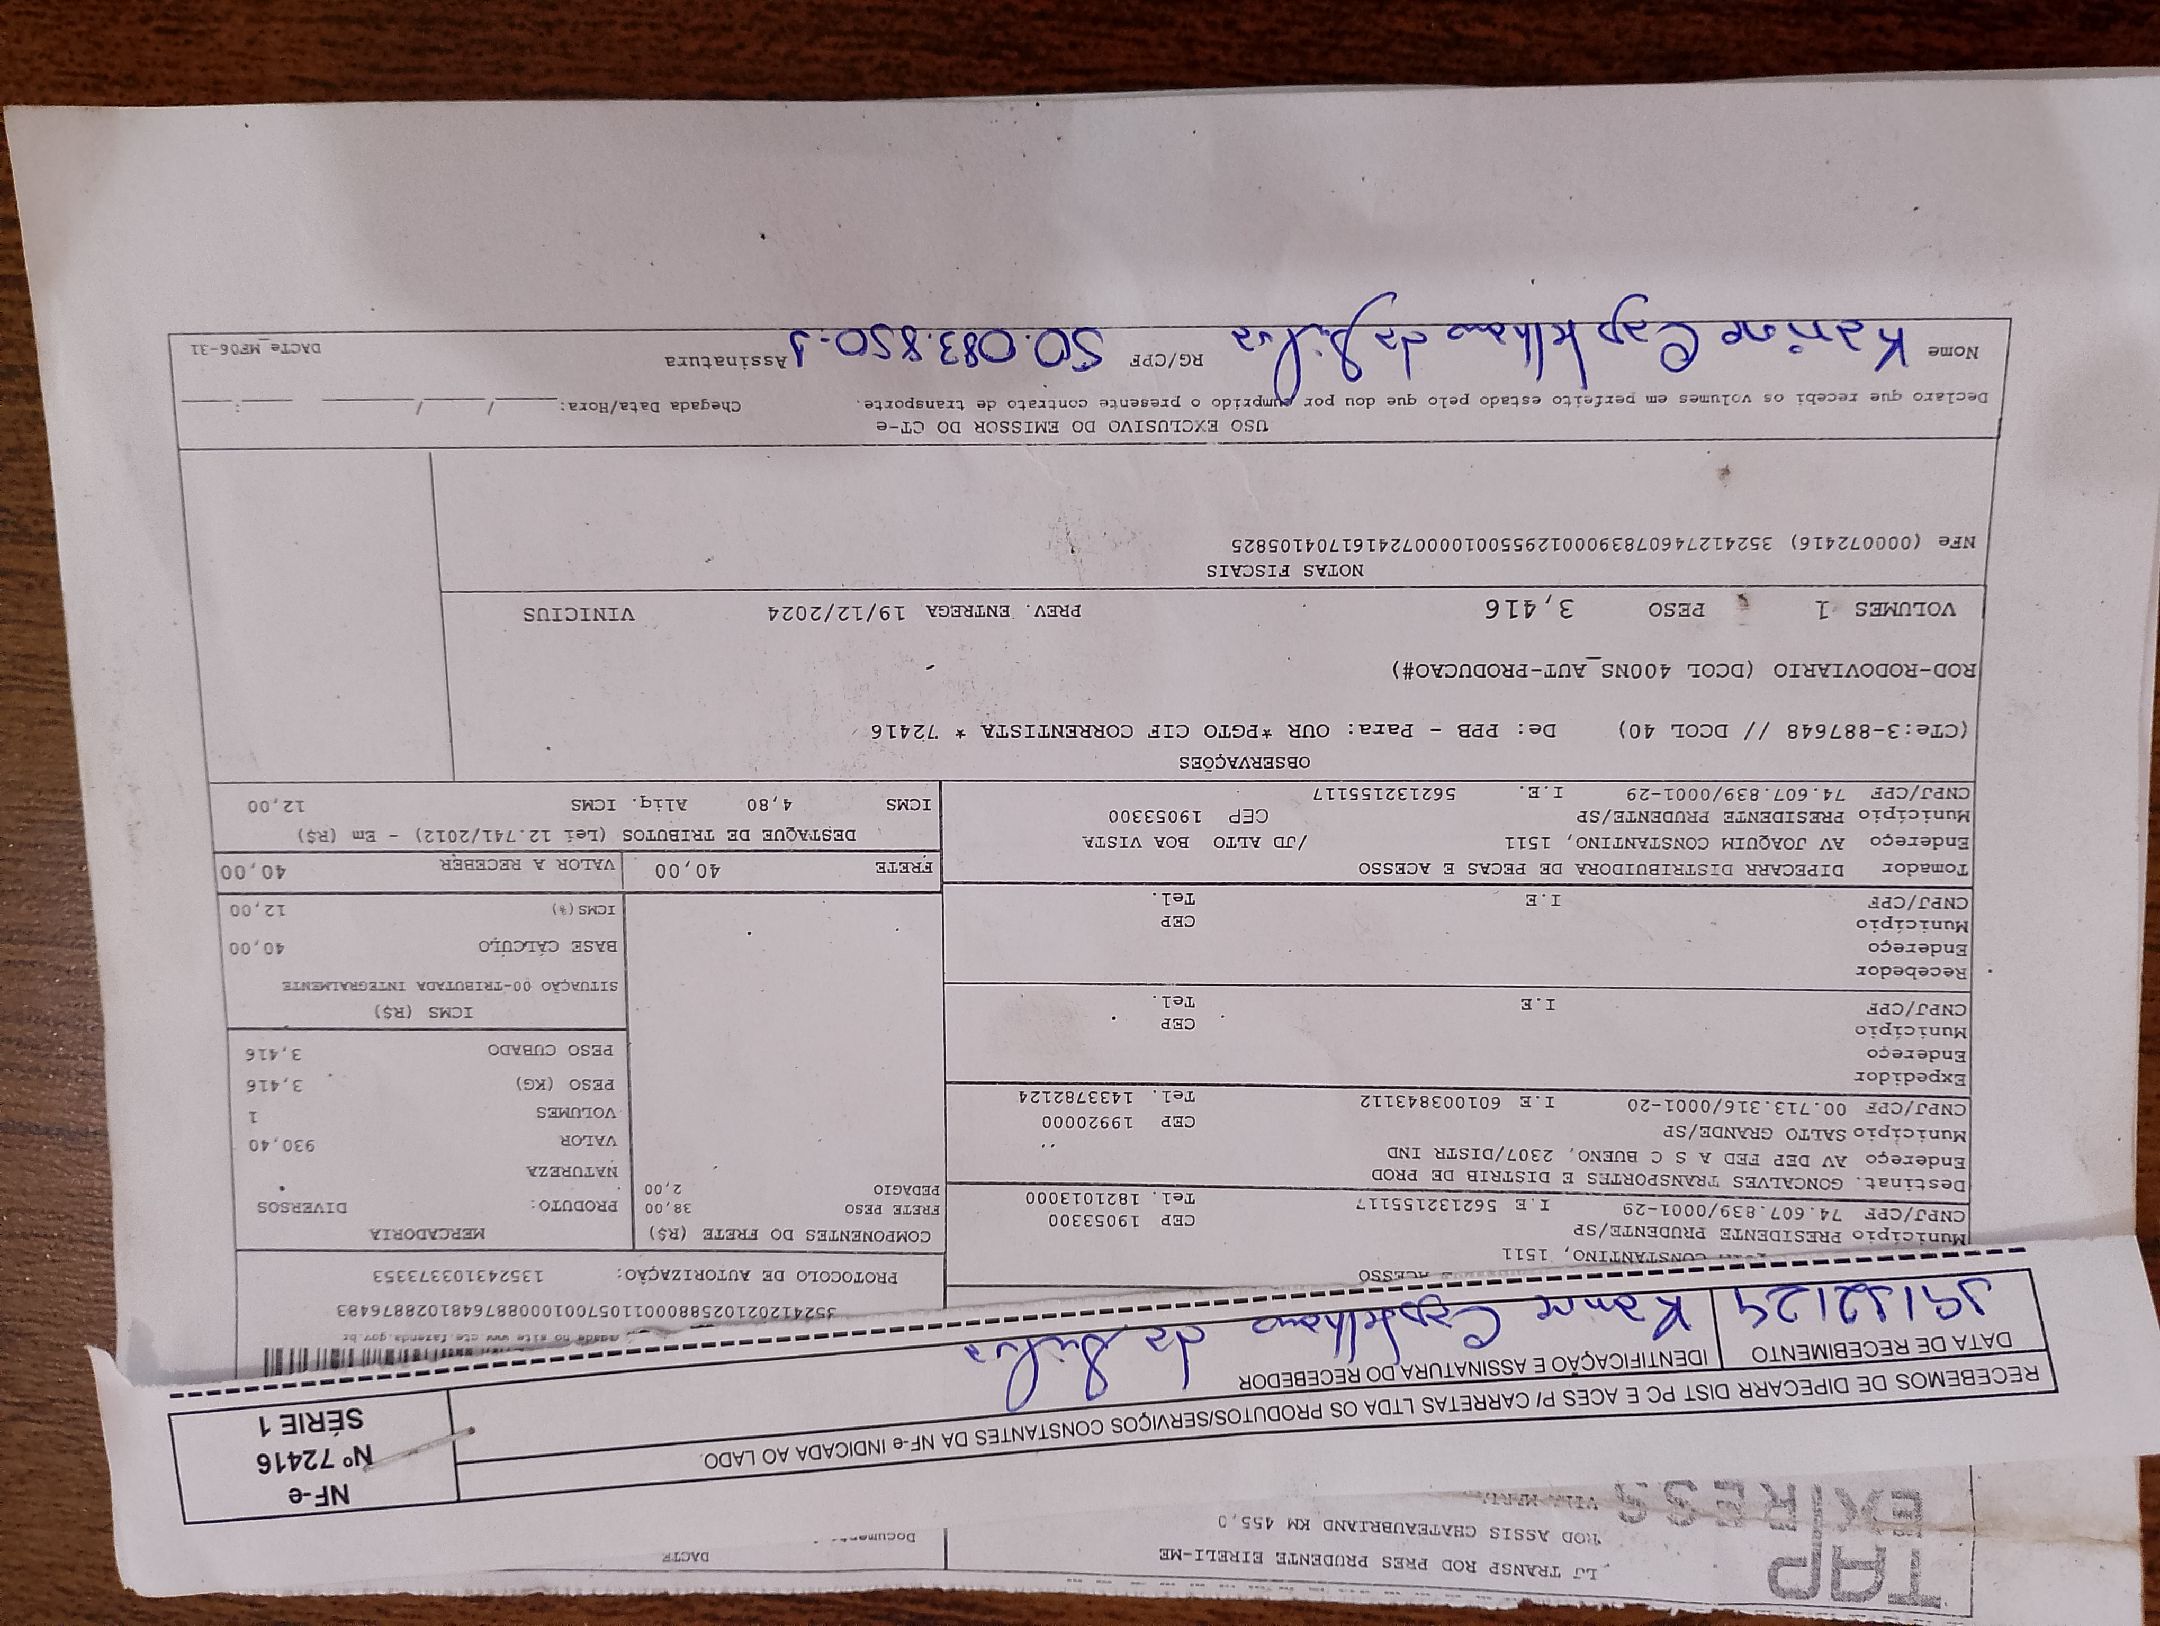 TAP
EXPRESS
LJ TRANSP ROD PRES PRUDENTE EIRELI-ME
ROD ASSIS CHATEAUBRIAND KM 455,0
DACTE
NF-e
Nº 72416
SÉRIE 1
RECEBEMOS DE DIPECARR DIST PC E ACES P/ CARRETAS LTDA OS PRODUTOS/SERVIÇOS CONSTANTES DA NF-e INDICADA AO LADO.
DATA DE RECEBIMENTO
19/12/24
IDENTIFICAÇÃO E ASSINATURA DO RECEBEDOR
da Silva
352412021025880001105700100008876481028876483
PROTOCOLO DE AUTORIZAÇÃO: 135243103373353
ACESSO
CONSTANTINO, 1511
Município PRESIDENTE PRUDENTE/SP CEP 19053300
CNPJ/CPF 74.607.839/0001-29 I.E 562132155117 Tel. 1821013000
Destinat. GONCALVES TRANSPORTES E DISTRIB DE PROD
Endereço AV DEP FED A S C BUENO, 2307/DISTR IND
Município SALTO GRANDE/SP CEP 19920000
CNPJ/CPF 00.713.316/0001-20 I.E 601003843112 Tel. 1433782124
Expedidor
Endereço
Município CEP
CNPJ/CPF I.E Tel.
Recebedor
Endereço
Município CEP
CNPJ/CPF I.E Tel.
Tomador DIPECARR DISTRIBUIDORA DE PECAS E ACESSO
Endereço AV JOAQUIM CONSTANTINO, 1511 /JD ALTO BOA VISTA
Município PRESIDENTE PRUDENTE/SP CEP 19053300
CNPJ/CPF 74.607.839/0001-29 I.E. 562132155117
COMPONENTES DO FRETE (R$)
FRETE PESO 38,00
PEDAGIO 2,00
MERCADORIA
PRODUTO: DIVERSOS
NATUREZA
VALOR 930,40
VOLUMES 1
PESO (KG) 3,416
PESO CUBADO 3,416
ICMS (R$)
SITUAÇÃO 00-TRIBUTADA INTEGRALMENTE
BASE CÁLCULO 40,00
ICMS(%) 12,00
FRETE 40,00 VALOR A RECEBER 40,00
DESTAQUE DE TRIBUTOS (Lei 12.741/2012) - Em (R$)
ICMS 4,80 Aliq. ICMS 12,00
OBSERVAÇÕES
(CTe:3-887648 // DCOL 40) De: PPB - Para: OUR *PGTO CIF CORRENTISTA * 72416
ROD-RODOVIARIO (DCOL 400NS_AUT-PRODUCAO#)
VOLUMES 1 PESO 3,416 PREV. ENTREGA 19/12/2024 VINICIUS
NOTAS FISCAIS
NFe (000072416) 35241274607839000129550010000724161704105825
USO EXCLUSIVO DO EMISSOR DO CT-e
Declaro que recebi os volumes em perfeito estado pelo que dou por cumprido o presente contrato de transporte. Chegada Data/Hora: ____/____/____ ___:___
Nome Karine da Silva RG/CPF 50.083.850-1 Assinatura
DACTe_MF06-31